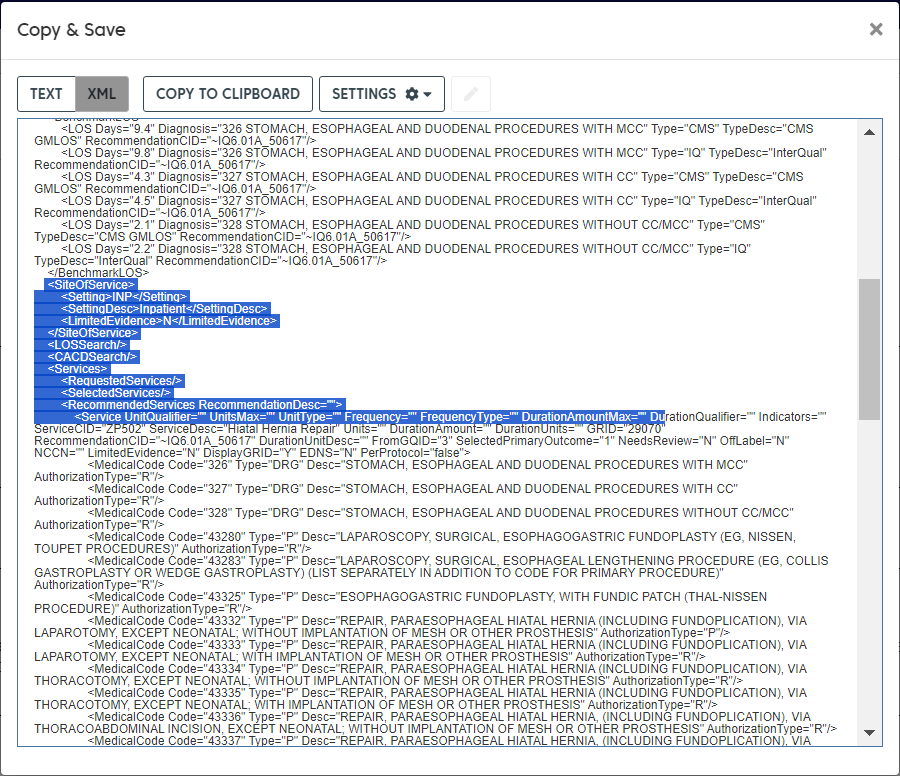 Copy & Save
TEXT XML COPY TO CLIPBOARD SETTINGS
<LOS Days="9.4" Diagnosis="326 STOMACH, ESOPHAGEAL AND DUODENAL PROCEDURES WITH MCC" Type="CMS" TypeDesc="CMS
GMLOS" RecommendationCID="~IQ6.01A_50617"/>
<LOS Days="9.8" Diagnosis="326 STOMACH, ESOPHAGEAL AND DUODENAL PROCEDURES WITH MCC" Type="IQ" TypeDesc="InterQual"
RecommendationCID="~IQ6.01A_50617"/>
<LOS Days="4.3" Diagnosis="327 STOMACH, ESOPHAGEAL AND DUODENAL PROCEDURES WITH CC" Type="CMS" TypeDesc="CMS
GMLOS" RecommendationCID="~IQ6.01A_50617"/>
<LOS Days="4.5" Diagnosis="327 STOMACH, ESOPHAGEAL AND DUODENAL PROCEDURES WITH CC" Type="IQ" TypeDesc="InterQual"
RecommendationCID="~IQ6.01A_50617"/>
<LOS Days="2.1" Diagnosis="328 STOMACH, ESOPHAGEAL AND DUODENAL PROCEDURES WITHOUT CC/MCC" Type="CMS"
TypeDesc="CMS GMLOS" RecommendationCID="~IQ6.01A_50617"/>
<LOS Days="2.2" Diagnosis="328 STOMACH, ESOPHAGEAL AND DUODENAL PROCEDURES WITHOUT CC/MCC" Type="IQ"
TypeDesc="InterQual" RecommendationCID="~IQ6.01A_50617"/>
</BenchmarkLOS>
<SiteOfService>
<Setting>INP</Setting>
<SettingDesc>Inpatient</SettingDesc>
<LimitedEvidence>N</LimitedEvidence>
</SiteOfService>
<LOSSearch/>
<CACDSearch/>
<Services>
<RequestedServices/>
<SelectedServices/>
<RecommendedServices RecommendationDesc="">
<Service UnitQualifier="" UnitsMax="" UnitType="" Frequency="" FrequencyType="" DurationAmountMax="" DurationQualifier="" Indicators=""
ServiceCID="ZP502" ServiceDesc="Hiatal Hernia Repair" Units="" DurationAmount="" DurationUnits="" GRID="29070"
RecommendationCID="~IQ6.01A_50617" DurationUnitDesc="" FromGQID="3" SelectedPrimaryOutcome="1" NeedsReview="N" OffLabel="N"
NCCN="" LimitedEvidence="N" DisplayGRID="Y" EDNS="N" PerProtocol="false">
<MedicalCode Code="326" Type="DRG" Desc="STOMACH, ESOPHAGEAL AND DUODENAL PROCEDURES WITH MCC"
AuthorizationType="R"/>
<MedicalCode Code="327" Type="DRG" Desc="STOMACH, ESOPHAGEAL AND DUODENAL PROCEDURES WITH CC"
AuthorizationType="R"/>
<MedicalCode Code="328" Type="DRG" Desc="STOMACH, ESOPHAGEAL AND DUODENAL PROCEDURES WITHOUT CC/MCC"
AuthorizationType="R"/>
<MedicalCode Code="43280" Type="P" Desc="LAPAROSCOPY, SURGICAL, ESOPHAGOGASTRIC FUNDOPLASTY (EG, NISSEN,
TOUPET PROCEDURES)" AuthorizationType="R"/>
<MedicalCode Code="43283" Type="P" Desc="LAPAROSCOPY, SURGICAL, ESOPHAGEAL LENGTHENING PROCEDURE (EG, COLLIS
GASTROPLASTY OR WEDGE GASTROPLASTY) (LIST SEPARATELY IN ADDITION TO CODE FOR PRIMARY PROCEDURE)"
AuthorizationType="R"/>
<MedicalCode Code="43325" Type="P" Desc="ESOPHAGOGASTRIC FUNDOPLASTY, WITH FUNDIC PATCH (THAL-NISSEN
PROCEDURE)" AuthorizationType="R"/>
<MedicalCode Code="43332" Type="P" Desc="REPAIR, PARAESOPHAGEAL HIATAL HERNIA (INCLUDING FUNDOPLICATION), VIA
LAPAROTOMY, EXCEPT NEONATAL; WITHOUT IMPLANTATION OF MESH OR OTHER PROSTHESIS" AuthorizationType="P"/>
<MedicalCode Code="43333" Type="P" Desc="REPAIR, PARAESOPHAGEAL HIATAL HERNIA (INCLUDING FUNDOPLICATION), VIA
LAPAROTOMY, EXCEPT NEONATAL; WITH IMPLANTATION OF MESH OR OTHER PROSTHESIS" AuthorizationType="R"/>
<MedicalCode Code="43334" Type="P" Desc="REPAIR, PARAESOPHAGEAL HIATAL HERNIA (INCLUDING FUNDOPLICATION), VIA
THORACOTOMY, EXCEPT NEONATAL; WITHOUT IMPLANTATION OF MESH OR OTHER PROSTHESIS" AuthorizationType="R"/>
<MedicalCode Code="43335" Type="P" Desc="REPAIR, PARAESOPHAGEAL HIATAL HERNIA (INCLUDING FUNDOPLICATION), VIA
THORACOTOMY, EXCEPT NEONATAL; WITH IMPLANTATION OF MESH OR OTHER PROSTHESIS" AuthorizationType="R"/>
<MedicalCode Code="43336" Type="P" Desc="REPAIR, PARAESOPHAGEAL HIATAL HERNIA, (INCLUDING FUNDOPLICATION), VIA
THORACOABDOMINAL INCISION, EXCEPT NEONATAL; WITHOUT IMPLANTATION OF MESH OR OTHER PROSTHESIS" AuthorizationType="R"/>
<MedicalCode Code="43337" Type="P" Desc="REPAIR, PARAESOPHAGEAL HIATAL HERNIA, (INCLUDING FUNDOPLICATION), VIA